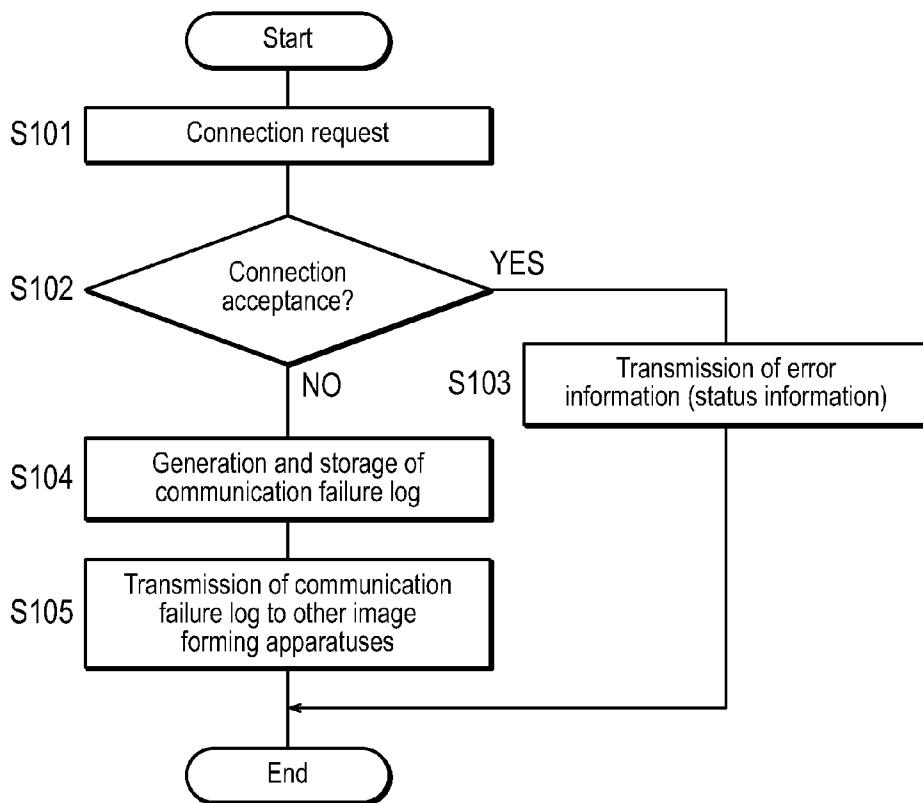 Start
S101
Connection request
S102
Connection
acceptance?
YES
NO
S103
Transmission of error
information (status information)
S104
Generation and storage of
communication failure log
S105
Transmission of communication
failure log to other image
forming apparatuses
End